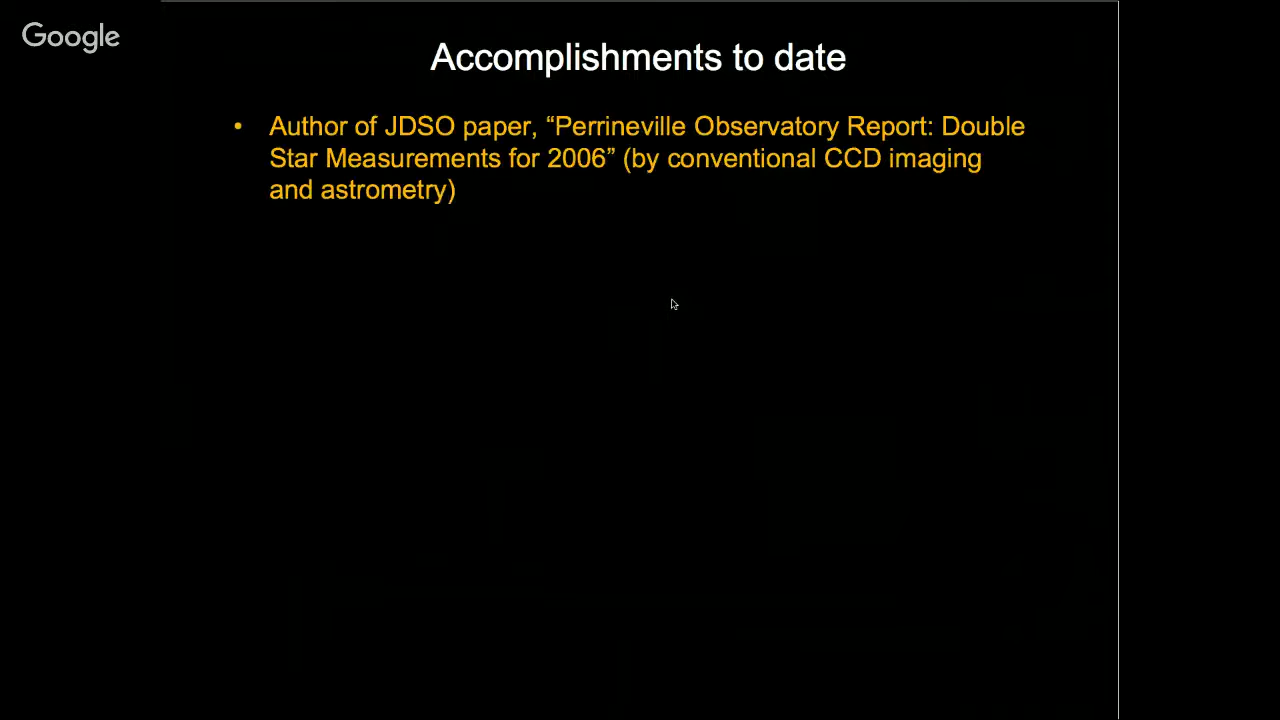 Google
Accomplishments to date
• Author of JDSO paper, “Perrineville Observatory Report: Double
Star Measurements for 2006” (by conventional CCD imaging
and astrometry)